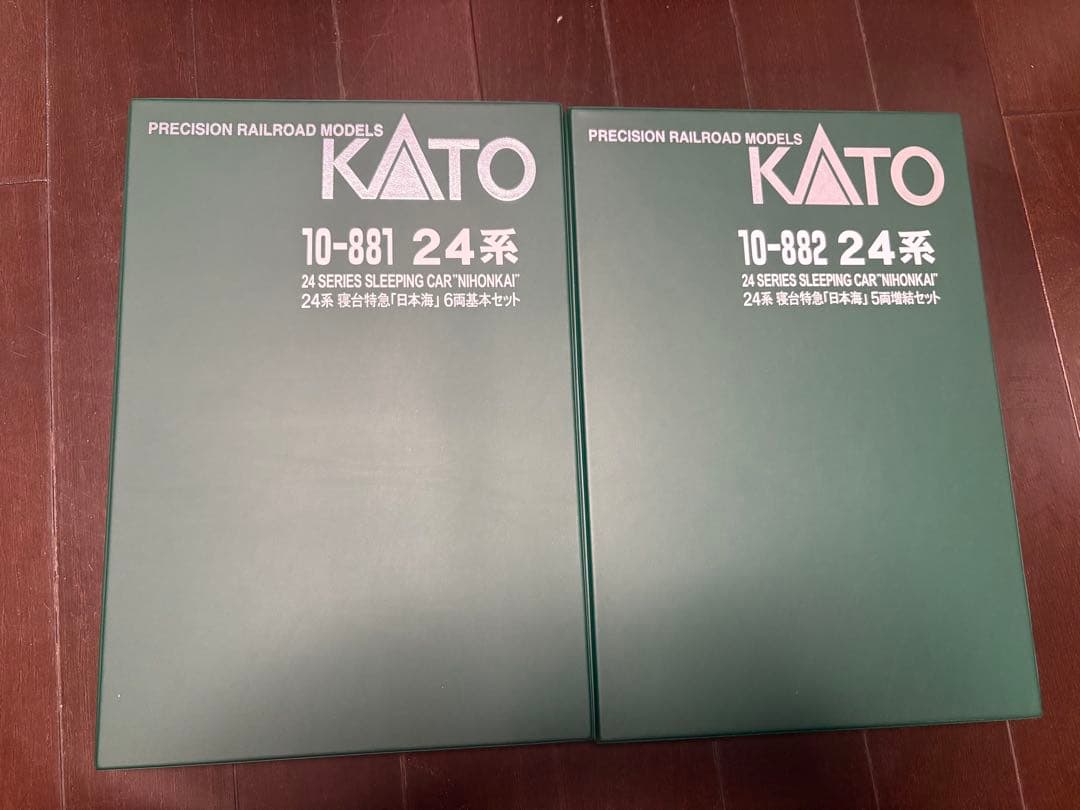 PRECISION RAILROAD MODELS
KATO
10-881 24系
24 SERIES SLEEPING CAR "NIHONKAI"
24系 寝台特急「日本海」 6両基本セット
PRECISION RAILROAD MODELS
KATO
10-882 24系
24 SERIES SLEEPING CAR "NIHONKAI"
24系 寝台特急「日本海」 5両増結セット